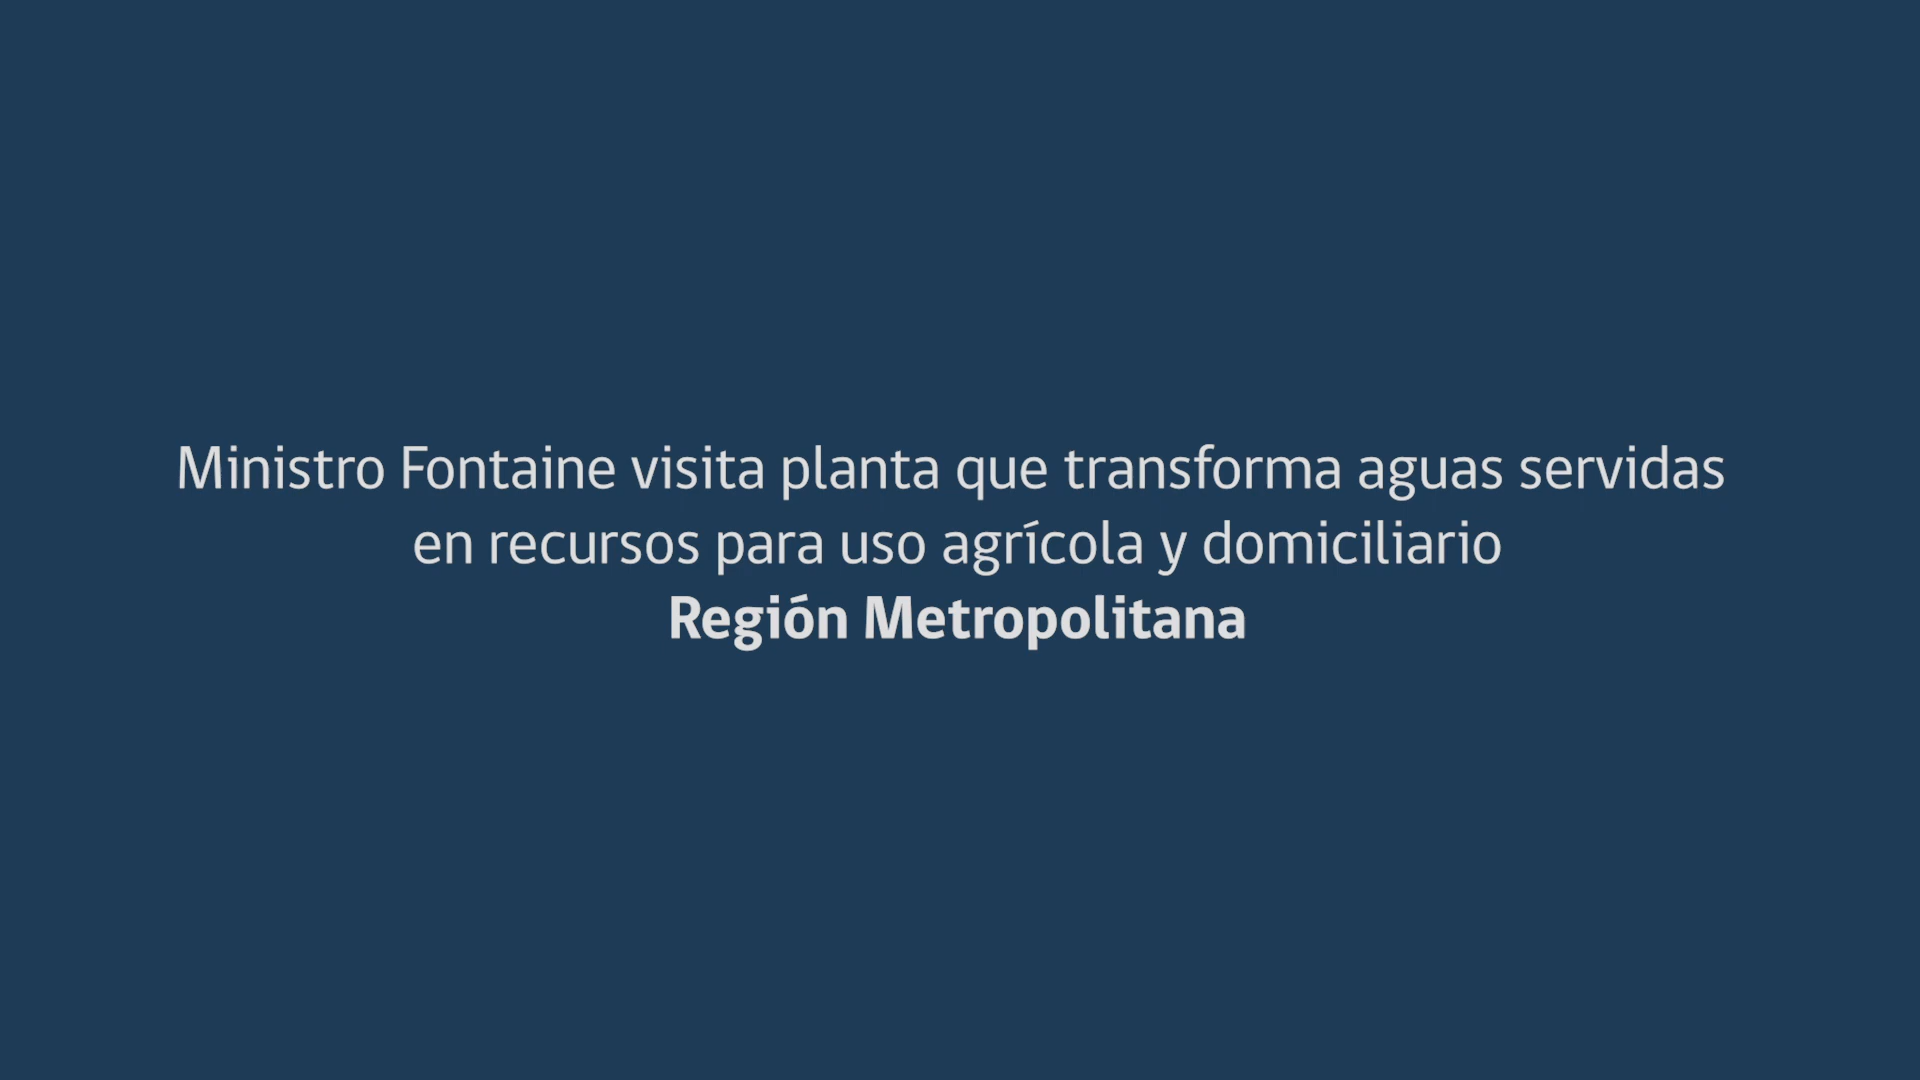 Ministro Fontaine visita planta que transforma aguas servidas
en recursos para uso agrícola y domiciliario
Región Metropolitana